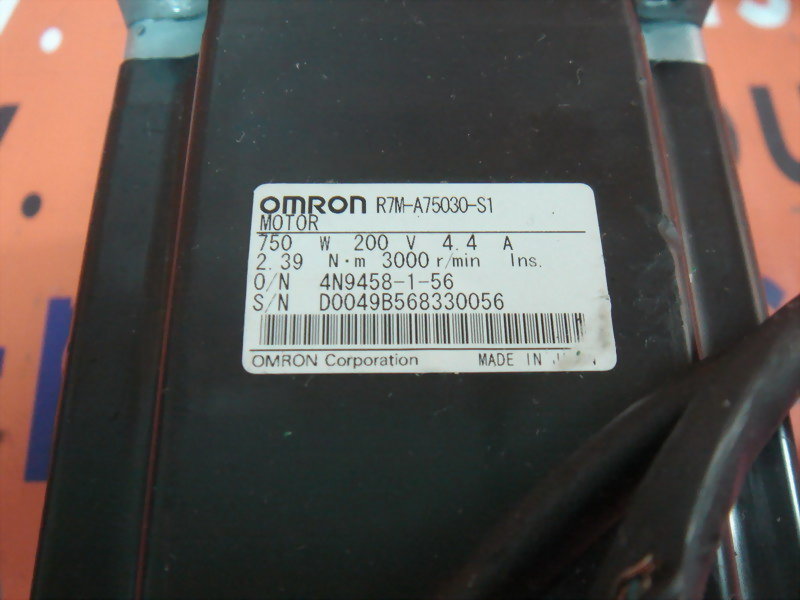 OMRON R7M-A75030-S1
MOTOR
750 W 200 V 4.4 A
2.39 N·m 3000 r/min Ins.
O/N 4N9458-1-56
S/N D0049B568330056
OMRON Corporation MADE IN